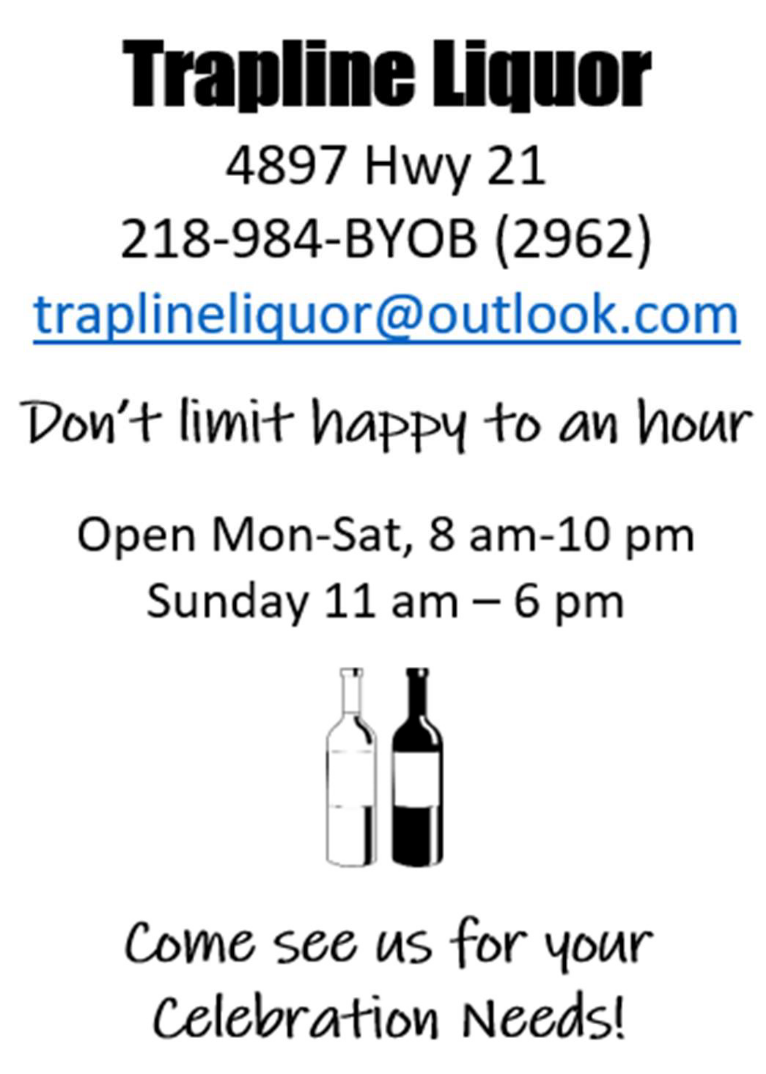 Trapline Liquor
4897 Hwy 21
218-984-BYOB (2962)
traplineliquor@outlook.com
Don't limit happy to an hour
Open Mon-Sat, 8 am-10 pm
Sunday 11 am – 6 pm
Come see us for your
Celebration Needs!